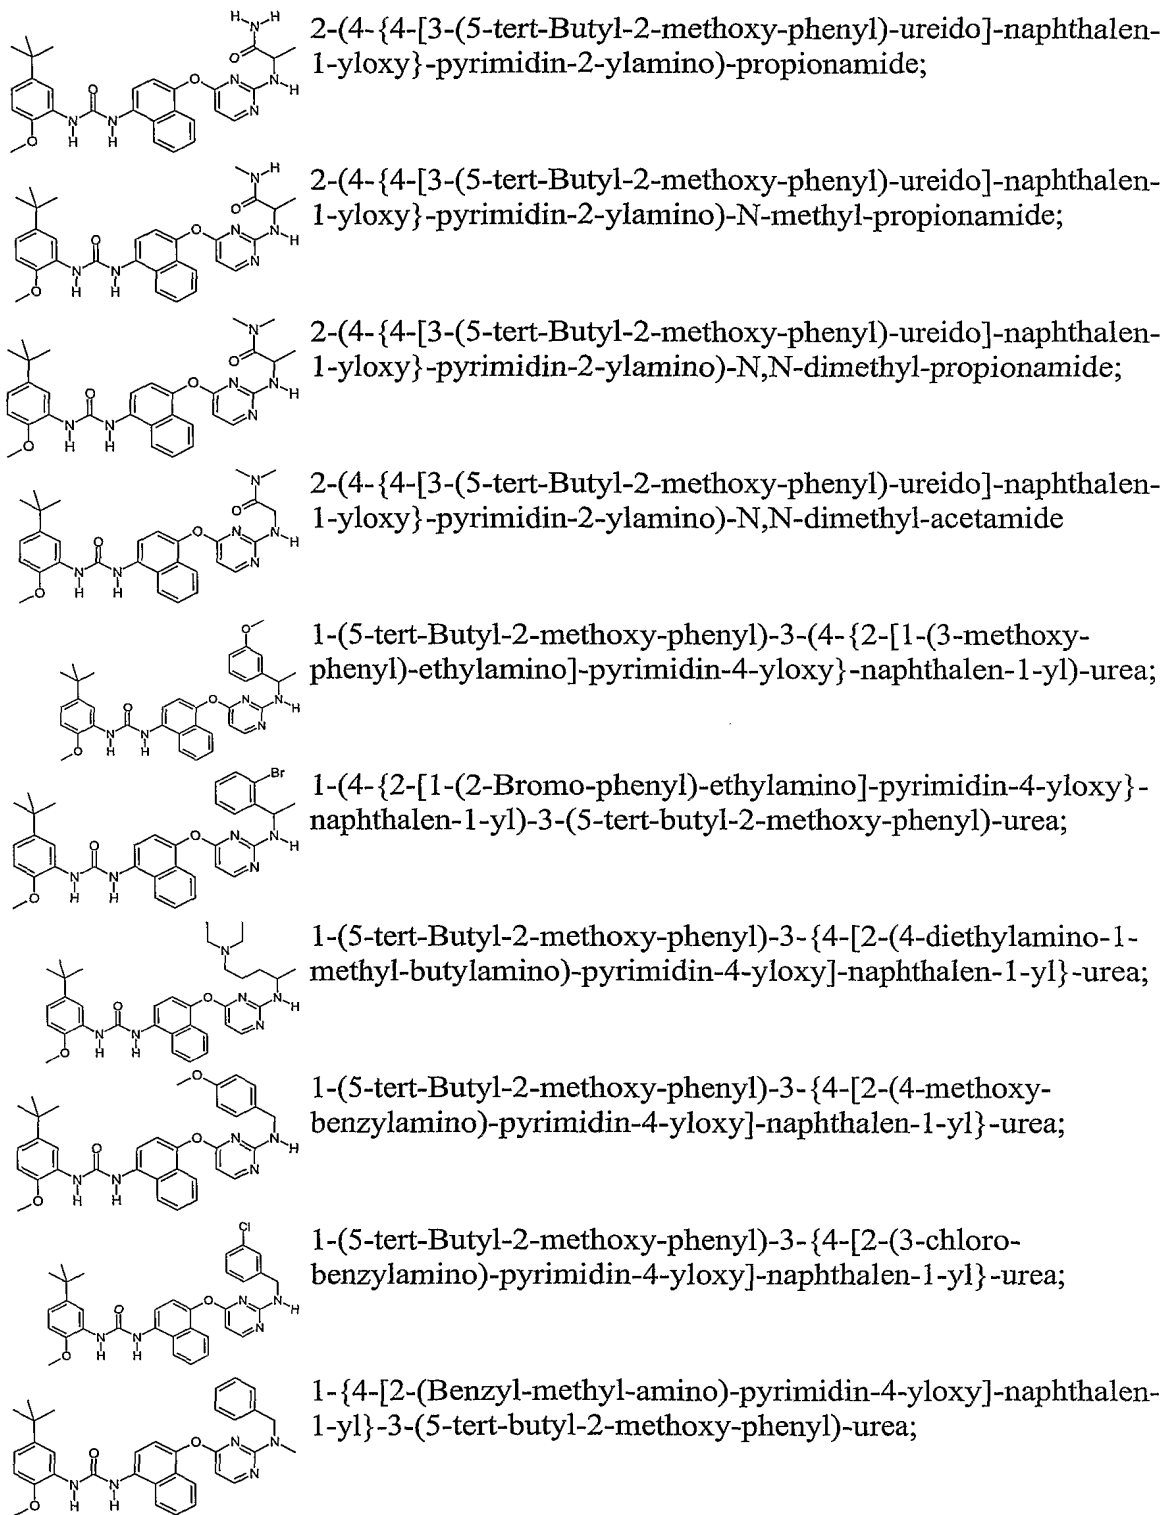 2-(4-{4-[3-(5-tert-Butyl-2-methoxy-phenyl)-ureido]-naphthalen-
1-yloxy}-pyrimidin-2-ylamino)-propionamide;
2-(4-{4-[3-(5-tert-Butyl-2-methoxy-phenyl)-ureido]-naphthalen-
1-yloxy}-pyrimidin-2-ylamino)-N-methyl-propionamide;
2-(4-{4-[3-(5-tert-Butyl-2-methoxy-phenyl)-ureido]-naphthalen-
1-yloxy}-pyrimidin-2-ylamino)-N,N-dimethyl-propionamide;
2-(4-{4-[3-(5-tert-Butyl-2-methoxy-phenyl)-ureido]-naphthalen-
1-yloxy}-pyrimidin-2-ylamino)-N,N-dimethyl-acetamide
1-(5-tert-Butyl-2-methoxy-phenyl)-3-(4-{2-[1-(3-methoxy-
phenyl)-ethylamino]-pyrimidin-4-yloxy}-naphthalen-1-yl)-urea;
1-(4-{2-[1-(2-Bromo-phenyl)-ethylamino]-pyrimidin-4-yloxy}-
naphthalen-1-yl)-3-(5-tert-butyl-2-methoxy-phenyl)-urea;
1-(5-tert-Butyl-2-methoxy-phenyl)-3-{4-[2-(4-diethylamino-1-
methyl-butylamino)-pyrimidin-4-yloxy]-naphthalen-1-yl}-urea;
1-(5-tert-Butyl-2-methoxy-phenyl)-3-{4-[2-(4-methoxy-
benzylamino)-pyrimidin-4-yloxy]-naphthalen-1-yl}-urea;
1-(5-tert-Butyl-2-methoxy-phenyl)-3-{4-[2-(3-chloro-
benzylamino)-pyrimidin-4-yloxy]-naphthalen-1-yl}-urea;
1-{4-[2-(Benzyl-methyl-amino)-pyrimidin-4-yloxy]-naphthalen-
1-yl}-3-(5-tert-butyl-2-methoxy-phenyl)-urea;